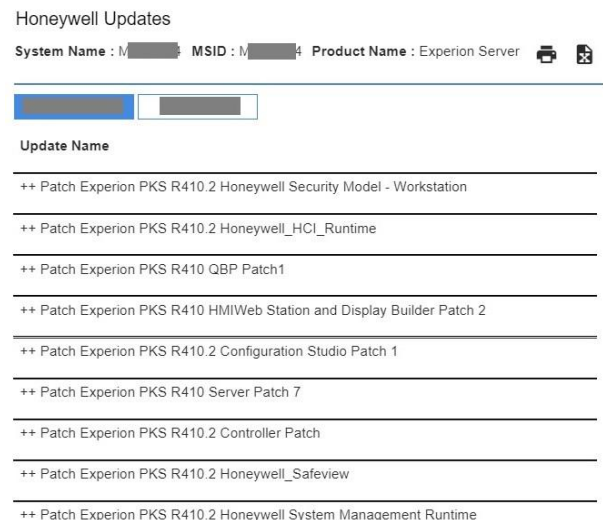 Honeywell Updates
System Name : M 4 MSID : M 4 Product Name : Experion Server
Update Name
++ Patch Experion PKS R410.2 Honeywell Security Model - Workstation
++ Patch Experion PKS R410.2 Honeywell_HCI_Runtime
++ Patch Experion PKS R410 QBP Patch1
++ Patch Experion PKS R410 HMIWeb Station and Display Builder Patch 2
++ Patch Experion PKS R410.2 Configuration Studio Patch 1
++ Patch Experion PKS R410 Server Patch 7
++ Patch Experion PKS R410.2 Controller Patch
++ Patch Experion PKS R410.2 Honeywell_Safeview
++ Patch Experion PKS R410.2 Honeywell System Management Runtime